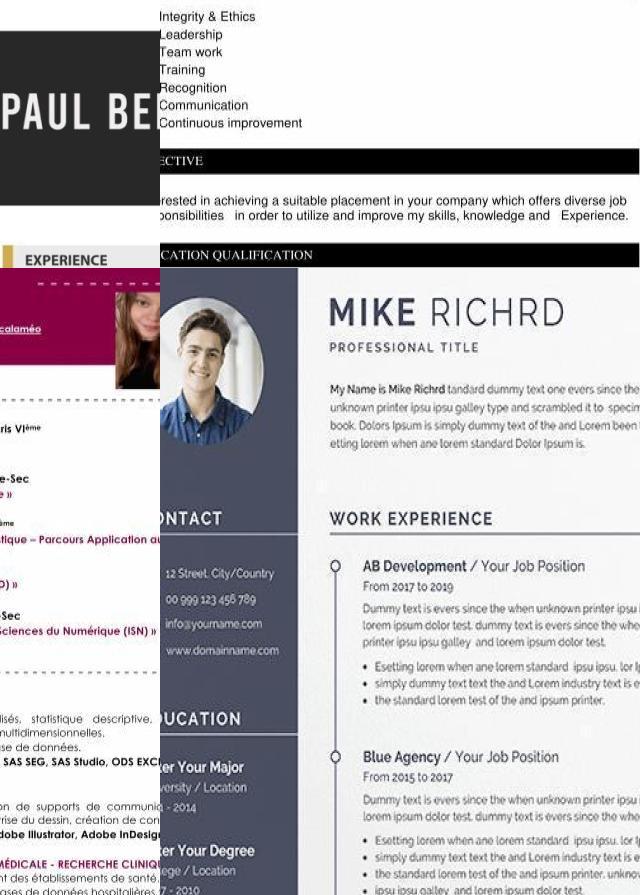 PAUL BE
EXPERIENCE
Integrity & Ethics
Leadership
Team work
Training
Recognition
Communication
Continuous improvement
ECTIVE
rested in achieving a suitable placement in your company which offers diverse job
onsibilities in order to utilize and improve my skills, knowledge and Experience.
CATION QUALIFICATION
calaméo
ris VIème
e-Sec
e »
ème
tique – Parcours Application au
O) »
e-Sec
Sciences du Numérique (ISN) »
lisés, statistique descriptive.
multidimensionnelles.
se de données.
SAS SEG, SAS Studio, ODS EXC
on de supports de communic
rise du dessin, création de con
dobe Illustrator, Adobe InDesig
MÉDICALE - RECHERCHE CLINIQU
nt des établissements de santé.
ases de données hospitalières.
MIKE RICHRD
PROFESSIONAL TITLE
My Name is Mike Richrd tandard dummy text one evers since the
unknown printer ipsu ipsu galley type and scrambled it to specim
book. Dolors Ipsum is simply dummy text of the and Lorem been
etting lorem when ane lorem standard Dolor Ipsum is.
ONTACT
12 Street. City/Country
00 999 123 456 789
info@yourname.com
www.domainname.com
DUCATION
ter Your Major
versity / Location
- 2014
ter Your Degree
ege / Location
7 - 2010
WORK EXPERIENCE
AB Development / Your Job Position
From 2017 to 2019
Dummy text is evers since the when unknown printer ipsu
lorem ipsum dolor test. dummy text is evers since the whe
printer ipsu ipsu galley and lorem ipsum dolor test.
• Esetting lorem when ane lorem standard ipsu ipsu. lor I
• simply dummy text text the and Lorem industry text is e
• the standard lorem test of the and ipsum printer.
Blue Agency / Your Job Position
From 2015 to 2017
Dummy text is evers since the when unknown printer ipsu
lorem ipsum dolor test. dummy text is evers since the whe
• Esetting lorem when ane lorem standard ipsu ipsu. lor I
• simply dummy text text the and Lorem industry text is e
• the standard lorem test of the and ipsum printer. unknow
ipsu ipsu galley and lorem ipsum dolor test